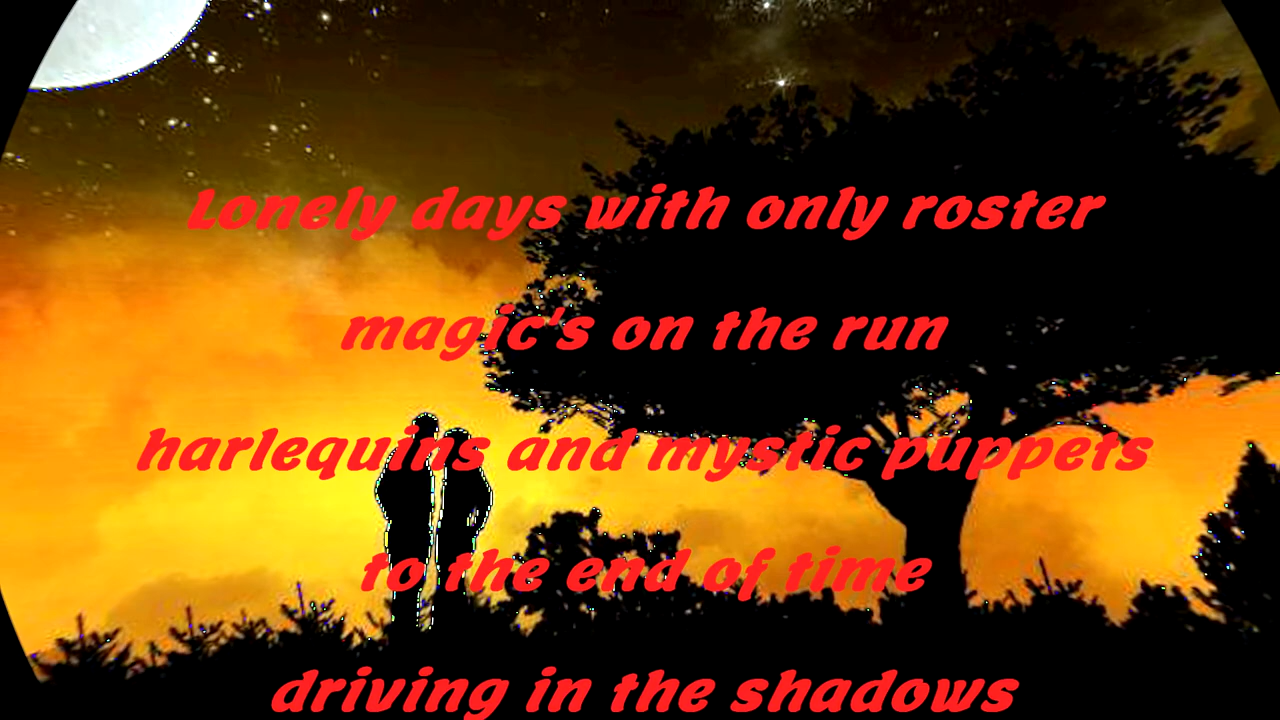 Lonely days with only roster
magic's on the run
harlequins and mystic puppets
to the end of time
driving in the shadows